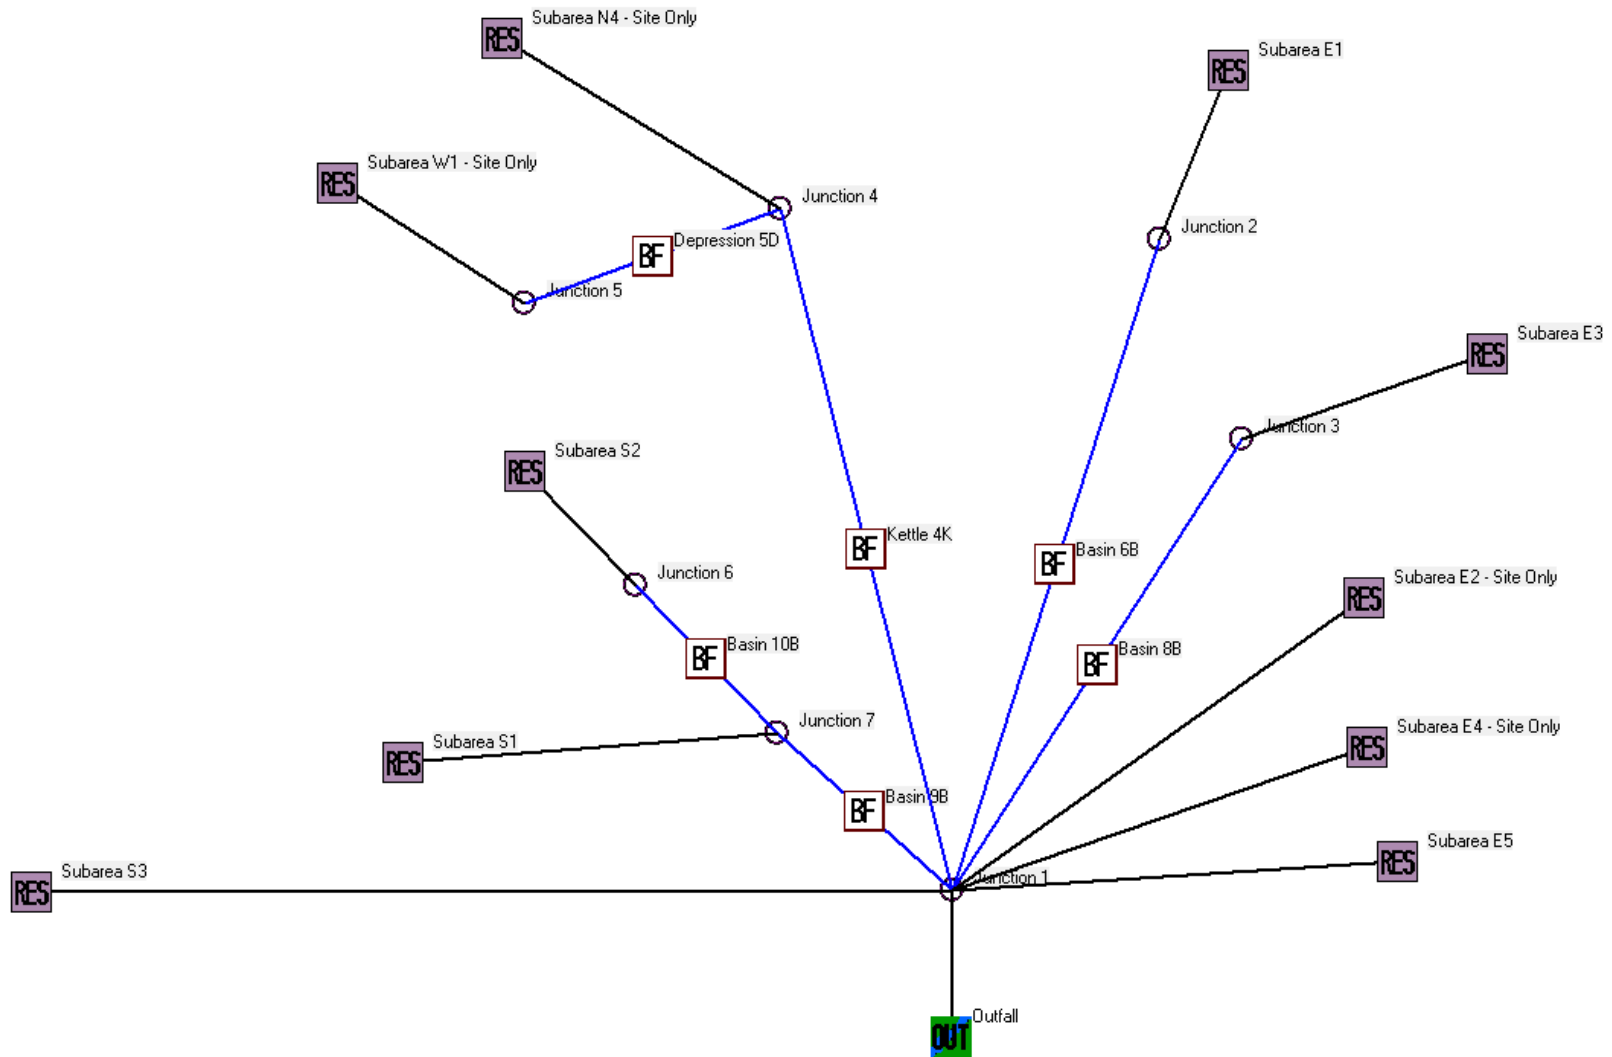 Subarea N4 - Site Only
RES
Subarea E1
RES
Subarea W1 - Site Only
RES
Junction 4
Junction 2
Depression 5D
BF
Junction 5
Subarea E3
RES
Junction 3
Subarea S2
RES
Kettle 4K
BF
Basin 6B
BF
Junction 6
Subarea E2 - Site Only
RES
Basin 10B
BF
Basin 8B
BF
Junction 7
Subarea E4 - Site Only
RES
Subarea S1
RES
Basin 9B
BF
Subarea E5
RES
Subarea S3
RES
Junction 1
Outfall
OUT